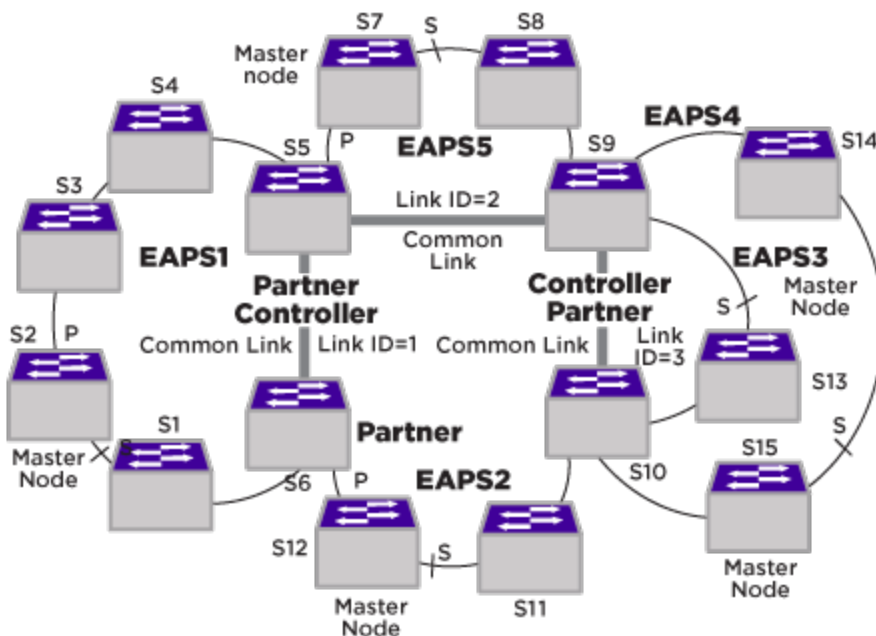 S7
S
S8
Master
node
S4
EAPS4
P
EAPS5
S14
S5
S9
S3
Link ID=2
EAPS1
Common
Link
EAPS3
Partner
Controller
Controller
Partner
Master
Node
S
S2
P
Common Link
Link ID=1
Common Link
Link
ID=3
S13
S1
S
Partner
S
Master
Node
S6
P
EAPS2
S10
S15
S12
S
Master
Node
S11
Master
Node